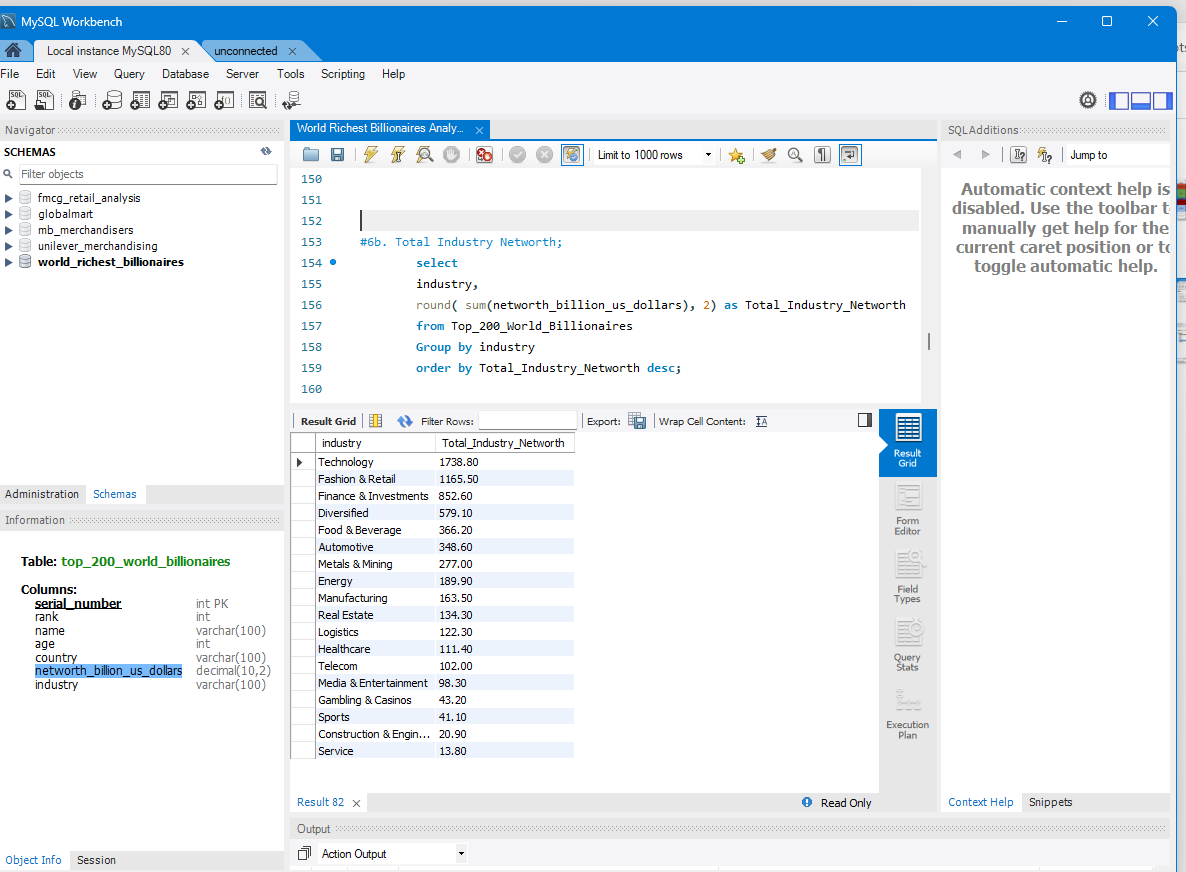 MySQL Workbench
Local instance MySQL80
unconnected
File Edit View Query Database Server Tools Scripting Help
Navigator
SCHEMAS
Filter objects
fmcg_retail_analysis
globalmart
mb_merchandisers
unilever_merchandising
world_richest_billionaires
Administration Schemas
Information
Table: top_200_world_billionaires
Columns:
serial_number int PK
rank int
name varchar(100)
age int
country varchar(100)
networth_billion_us_dollars decimal(10,2)
industry varchar(100)
Object Info Session
World Richest Billionaires Analy...
Limit to 1000 rows
150
151
152
153 #6b. Total Industry Networth;
154 select
155 industry,
156 round( sum(networth_billion_us_dollars), 2) as Total_Industry_Networth
157 from Top_200_World_Billionaires
158 Group by industry
159 order by Total_Industry_Networth desc;
160
Result Grid Filter Rows: Export: Wrap Cell Content:
industry Total_Industry_Networth
Technology 1738.80
Fashion & Retail 1165.50
Finance & Investments 852.60
Diversified 579.10
Food & Beverage 366.20
Automotive 348.60
Metals & Mining 277.00
Energy 189.90
Manufacturing 163.50
Real Estate 134.30
Logistics 122.30
Healthcare 111.40
Telecom 102.00
Media & Entertainment 98.30
Gambling & Casinos 43.20
Sports 41.10
Construction & Engin... 20.90
Service 13.80
Result
Grid
Form
Editor
Field
Types
Query
Stats
Execution
Plan
Result 82
Read Only
Output
Action Output
SQLAdditions
Jump to
Automatic context help is
disabled. Use the toolbar t
manually get help for the
current caret position or to
toggle automatic help.
Context Help Snippets